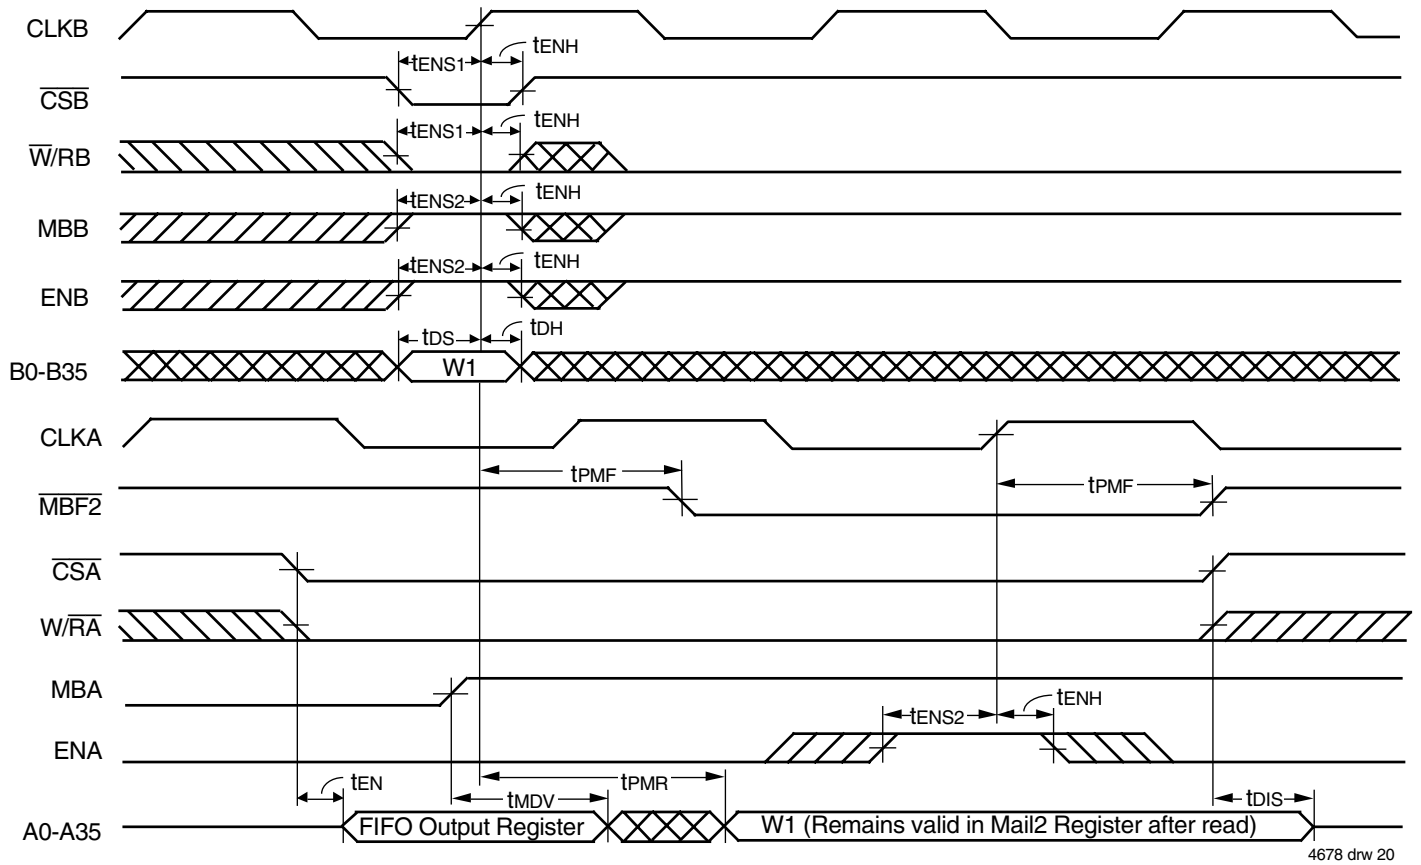 CLKB
tENS1 tENH
CSB
tENS1 tENH
W/RB
tENS2 tENH
MBB
tENS2 tENH
ENB
tDS tDH
B0-B35 W1
CLKA
tPMF tPMF
MBF2
CSA
W/RA
MBA
tENS2 tENH
ENA
tEN tPMR
tMDV tDIS
A0-A35 FIFO Output Register W1 (Remains valid in Mail2 Register after read)
4678 drw 20